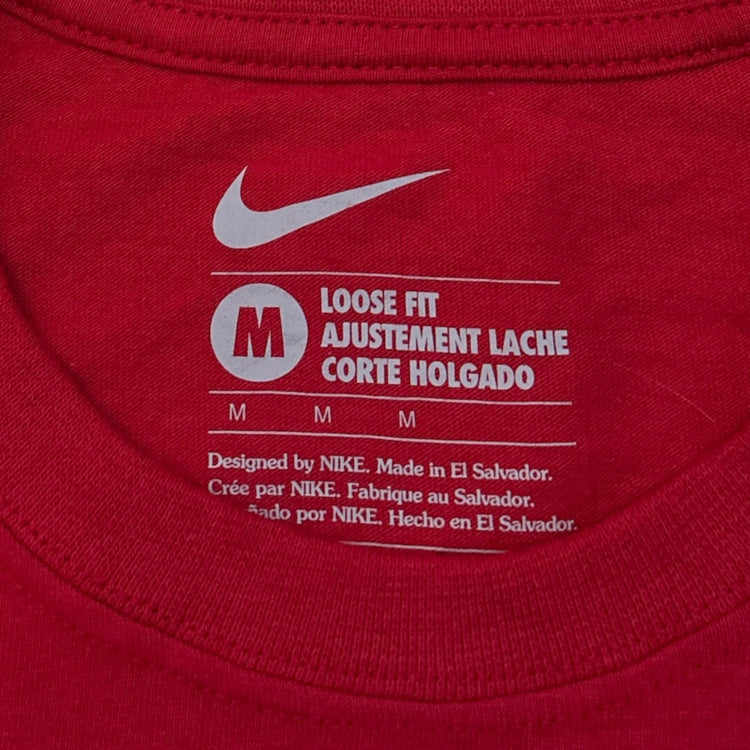 M
LOOSE FIT
AJUSTEMENT LACHE
CORTE HOLGADO
M M M
Designed by NIKE. Made in El Salvador.
Crée par NIKE. Fabrique au Salvador.
por NIKE. Hecho en El Salvador.